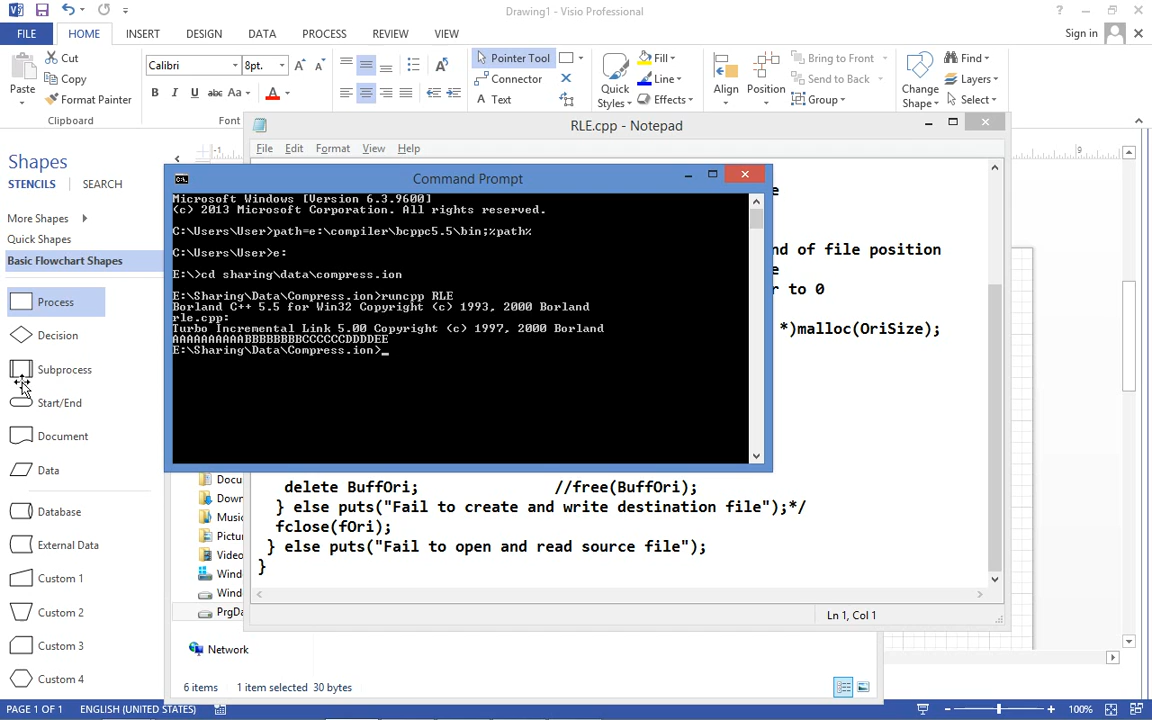 Drawing1 - Visio Professional
FILE HOME INSERT DESIGN DATA PROCESS REVIEW VIEW Sign in
Paste Cut Copy Format Painter
Clipboard
Calibri 8pt.
B I U abc Aa A
Font
Pointer Tool
Connector
A Text
Quick Styles
Fill
Line
Effects
Align
Position
Bring to Front
Send to Back
Group
Change Shape
Find
Layers
Select
Shapes
STENCILS SEARCH
More Shapes
Quick Shapes
Basic Flowchart Shapes
Process
Decision
Subprocess
Start/End
Document
Data
Database
External Data
Custom 1
Custom 2
Custom 3
Custom 4
-1
9
RLE.cpp - Notepad
File Edit Format View Help
e
nd of file position
e
r to 0
*)malloc(OriSize);
Command Prompt
Microsoft Windows [Version 6.3.9600]
(c) 2013 Microsoft Corporation. All rights reserved.
C:\Users\User>path=e:\compiler\bcppc5.5\bin;%path%
C:\Users\User>e:
E:\>cd sharing\data\compress.ion
E:\Sharing\Data\Compress.ion>runcpp RLE
Borland C++ 5.5 for Win32 Copyright (c) 1993, 2000 Borland
rle.cpp:
Turbo Incremental Link 5.00 Copyright (c) 1997, 2000 Borland
AAAAAAAAAABBBBBBBBCCCCCCDDDDEE
E:\Sharing\Data\Compress.ion>_
delete BuffOri; //free(BuffOri);
} else puts("Fail to create and write destination file");*/
fclose(fOri);
} else puts("Fail to open and read source file");
}
Ln 1, Col 1
Docu
Down
Music
Pictu
Video
Wind
Wind
PrgDa
Network
6 items 1 item selected 30 bytes
PAGE 1 OF 1 ENGLISH (UNITED STATES) 100%